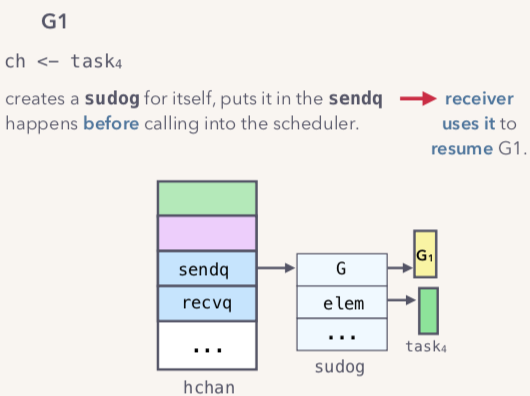 G1
ch <- task4
creates a sudog for itself, puts it in the sendq
happens before calling into the scheduler.
receiver
uses it to
resume G1.
sendq
recvq
...
hchan
G
elem
...
sudog
G1
task4